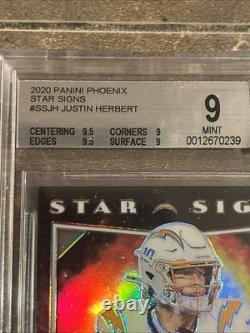 2020 PANINI PHOENIX
STAR SIGNS
#SSJH JUSTIN HERBERT
CENTERING 9.5 CORNERS 9
EDGES 9.5 SURFACE 9
9
MINT
0012670239
STAR SIG
10